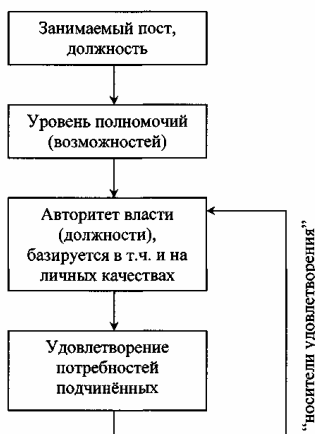 Занимаемый пост,
должность
Уровень полномочий
(возможностей)
Авторитет власти
(должности),
базируется в т.ч. и на
личных качествах
Удовлетворение
потребностей
подчинённых
“носители удовлетворения”